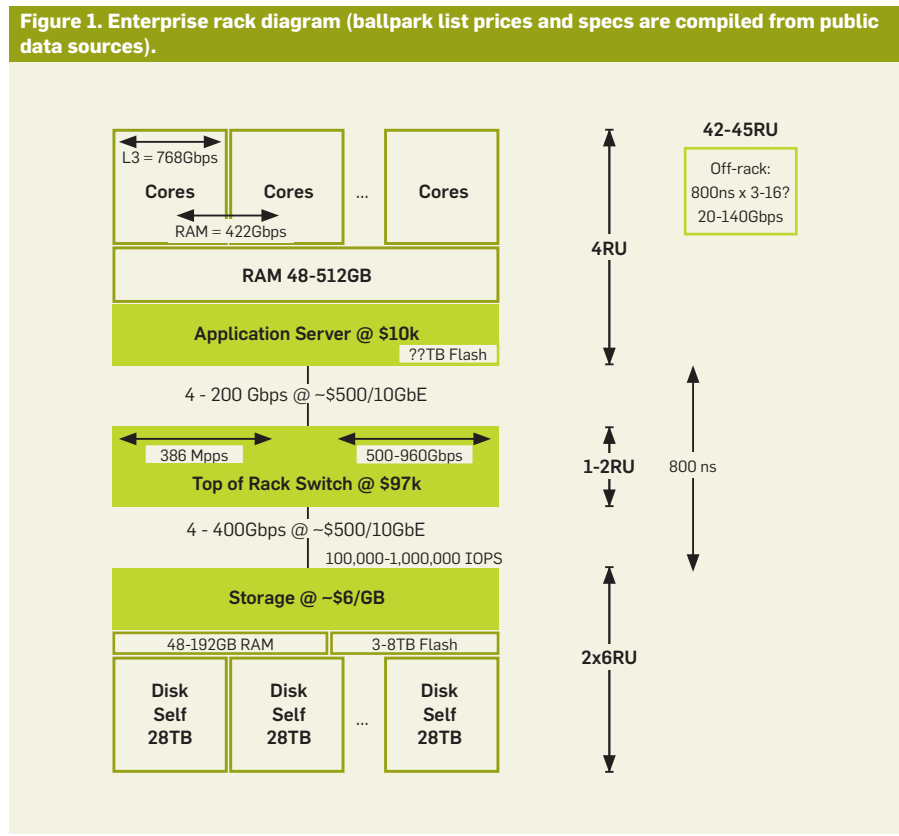 Figure 1. Enterprise rack diagram (ballpark list prices and specs are compiled from public
data sources).
42-45RU
Off-rack:
800ns x 3-16?
20-140Gbps
L3 = 768Gbps
Cores
Cores
...
Cores
RAM = 422Gbps
4RU
RAM 48-512GB
Application Server @ $10k
??TB Flash
4 - 200 Gbps @ ~$500/10GbE
386 Mpps
500-960Gbps
1-2RU
800 ns
Top of Rack Switch @ $97k
4 - 400Gbps @ ~$500/10GbE
100,000-1,000,000 IOPS
Storage @ ~$6/GB
48-192GB RAM
3-8TB Flash
2x6RU
Disk
Self
28TB
Disk
Self
28TB
...
Disk
Self
28TB